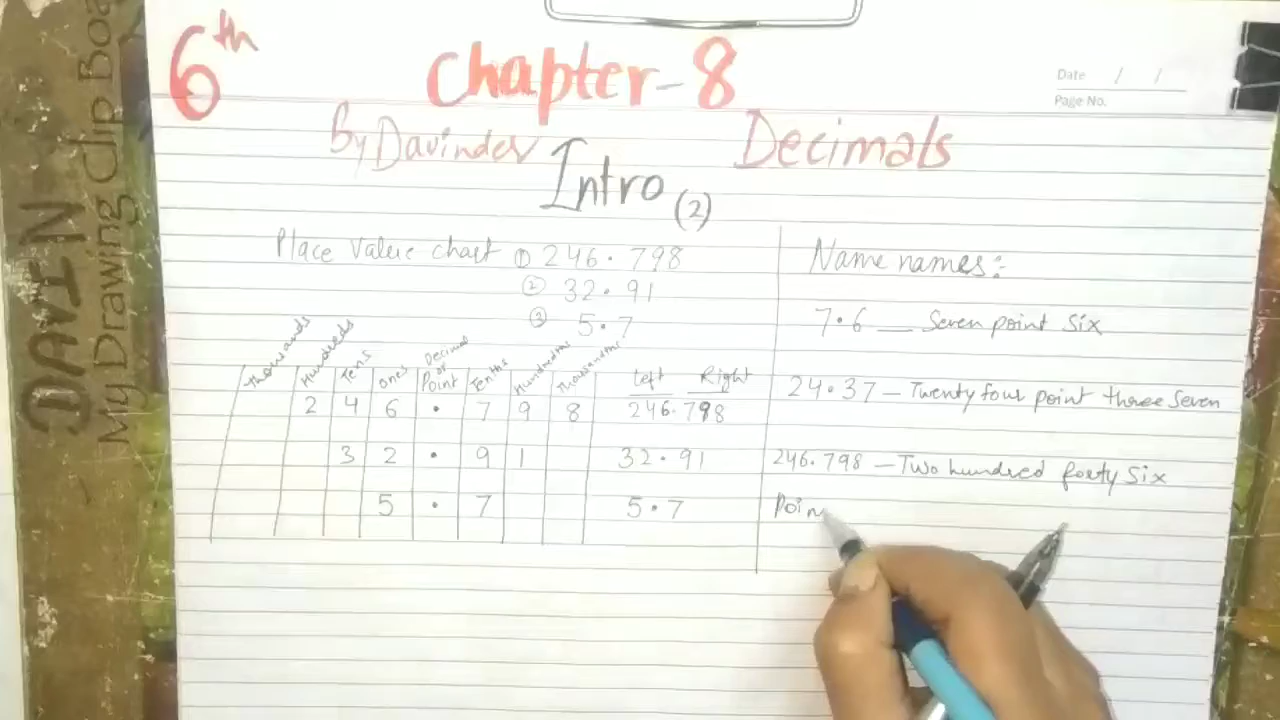 6th
Chapter-8
Date / /
Page No.
By Davinder
Decimals
Intro (2)
Place Value chart ① 246.798
② 32.91
③ 5.7
Name names:-
7.6 — Seven point Six
24.37 — Twenty four point three Seven
246.798 — Two hundred forty Six
Poin
Thousands Hundreds Tens Ones Decimal or Point Tenths Hundredths Thousandths Left Right
2 4 6 . 7 9 8 246.798
3 2 . 9 1 32.91
5 . 7 5.7
DAVIN
My Drawing Clip Boa